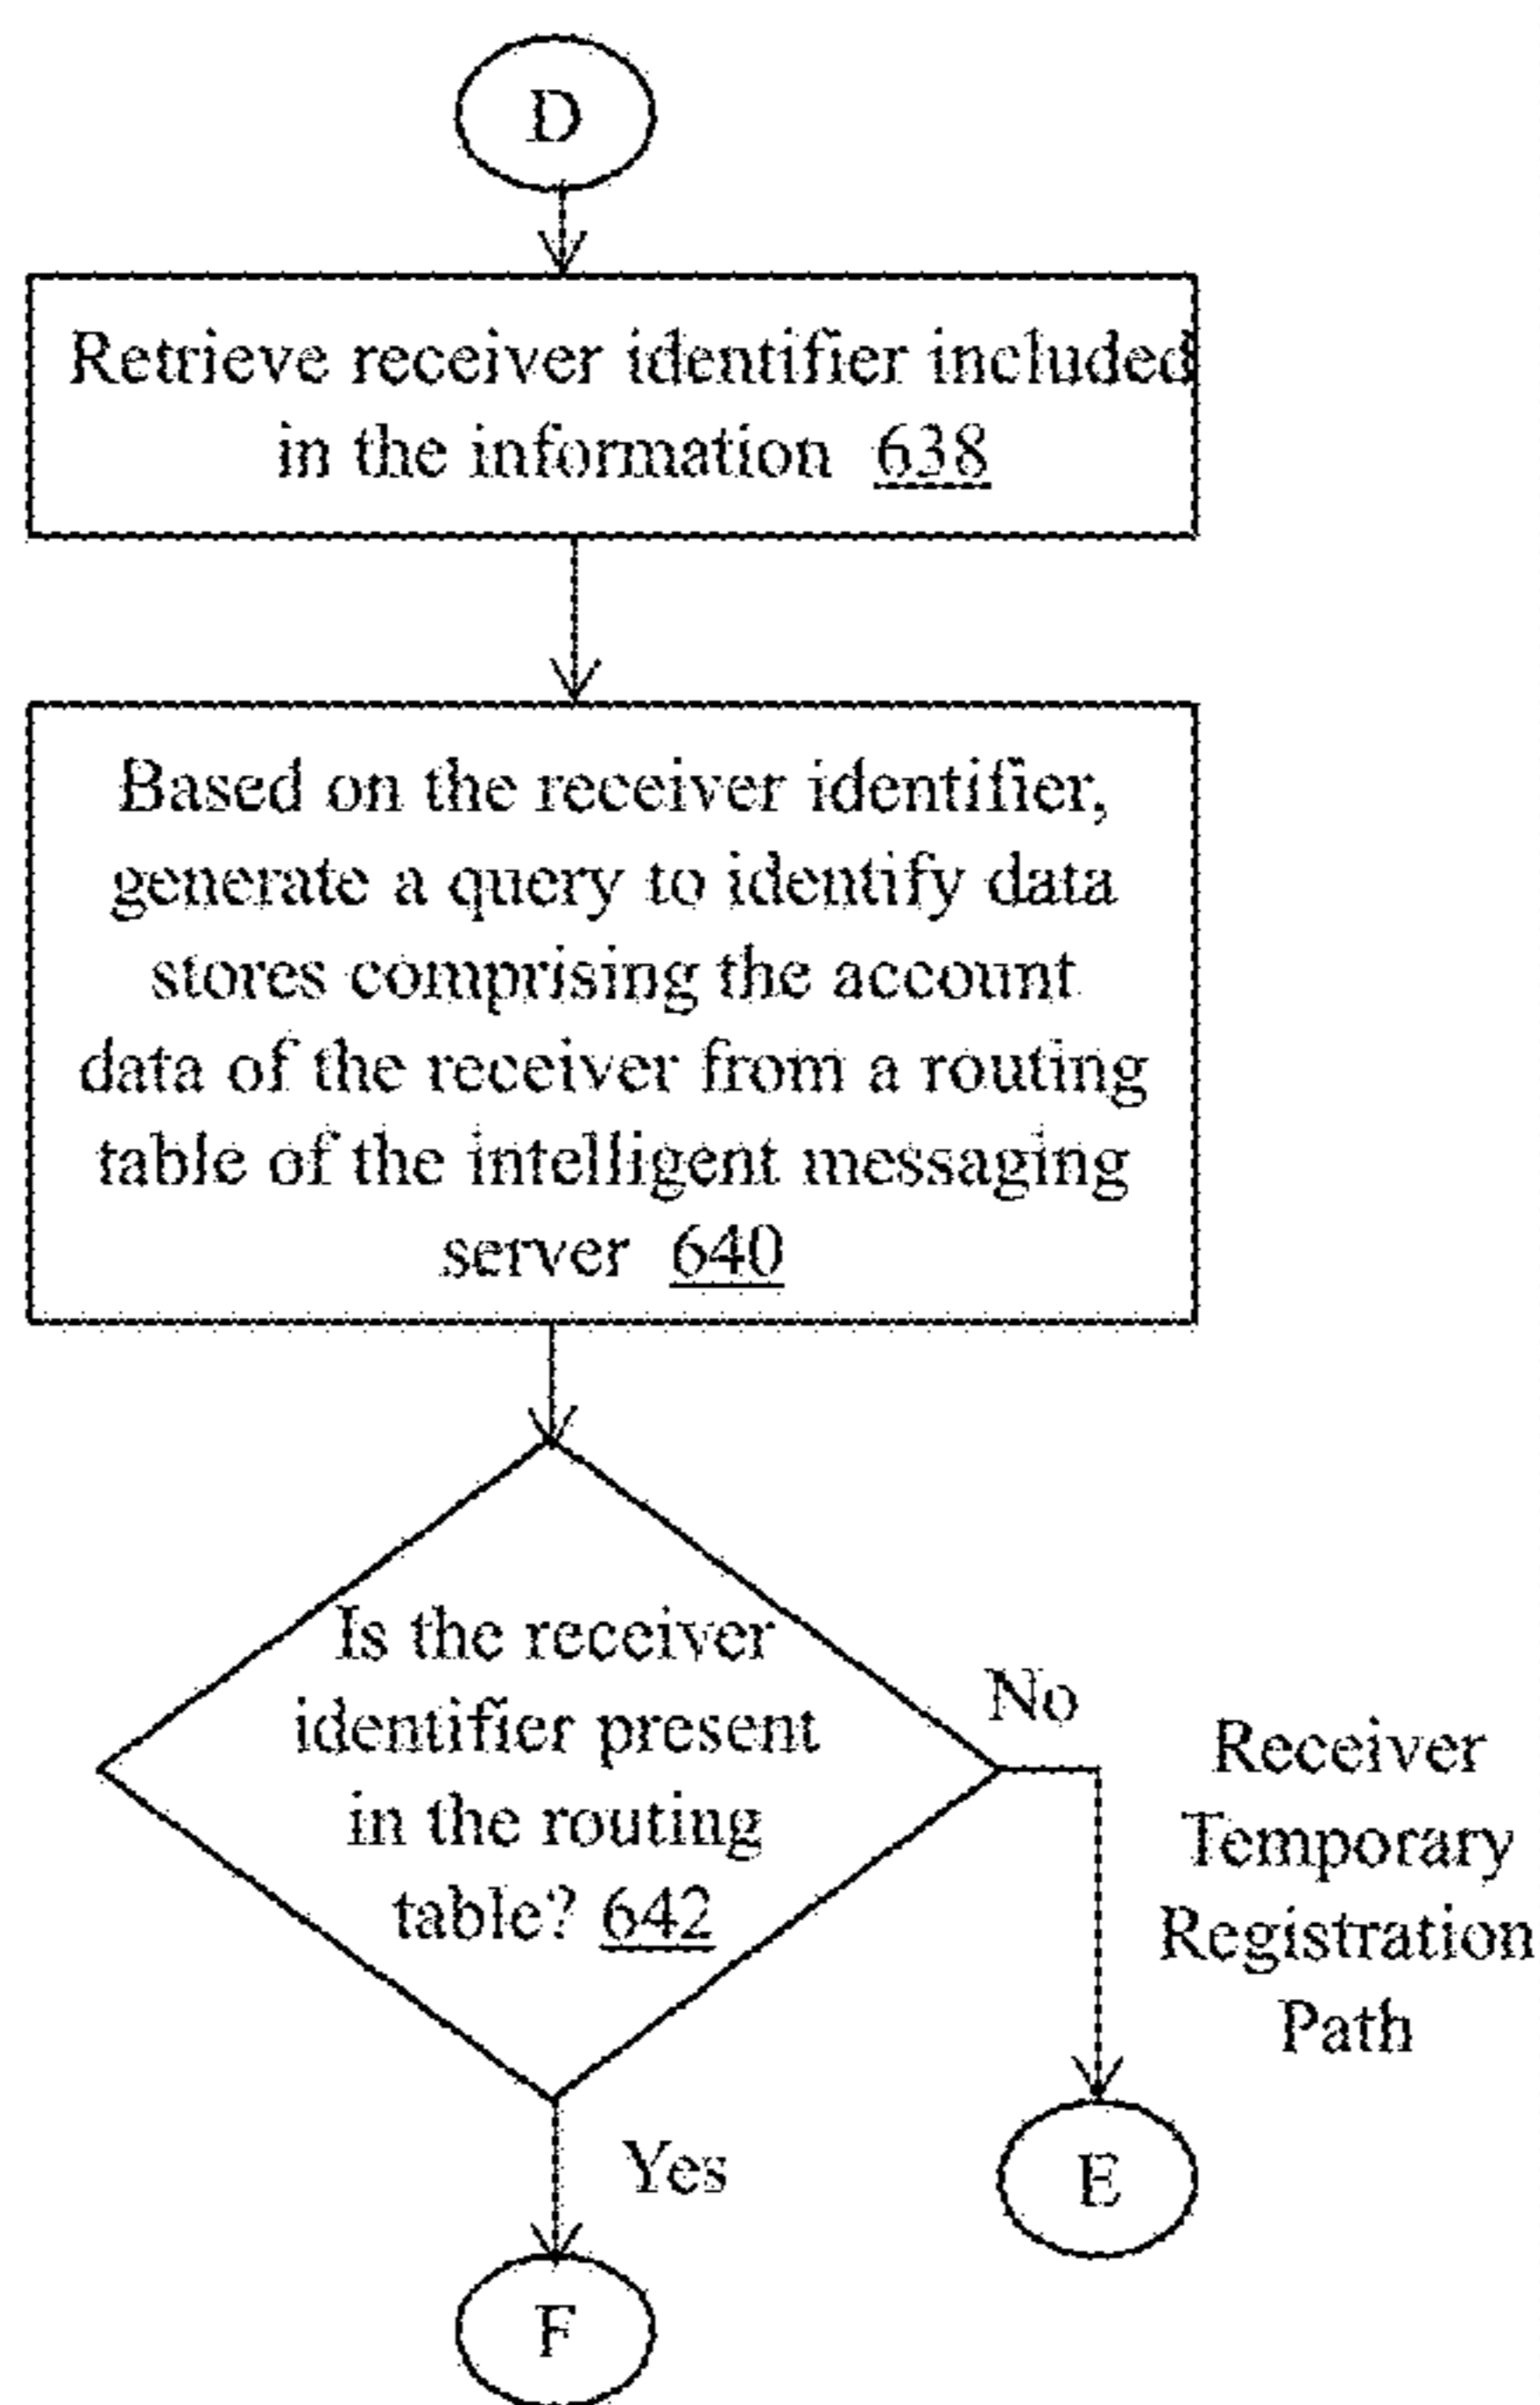 D
Retrieve receiver identifier included
in the information 638
Based on the receiver identifier,
generate a query to identify data
stores comprising the account
data of the receiver from a routing
table of the intelligent messaging
server 640
Is the receiver
identifier present
in the routing
table? 642
No
Receiver
Temporary
Registration
Path
Yes
E
F